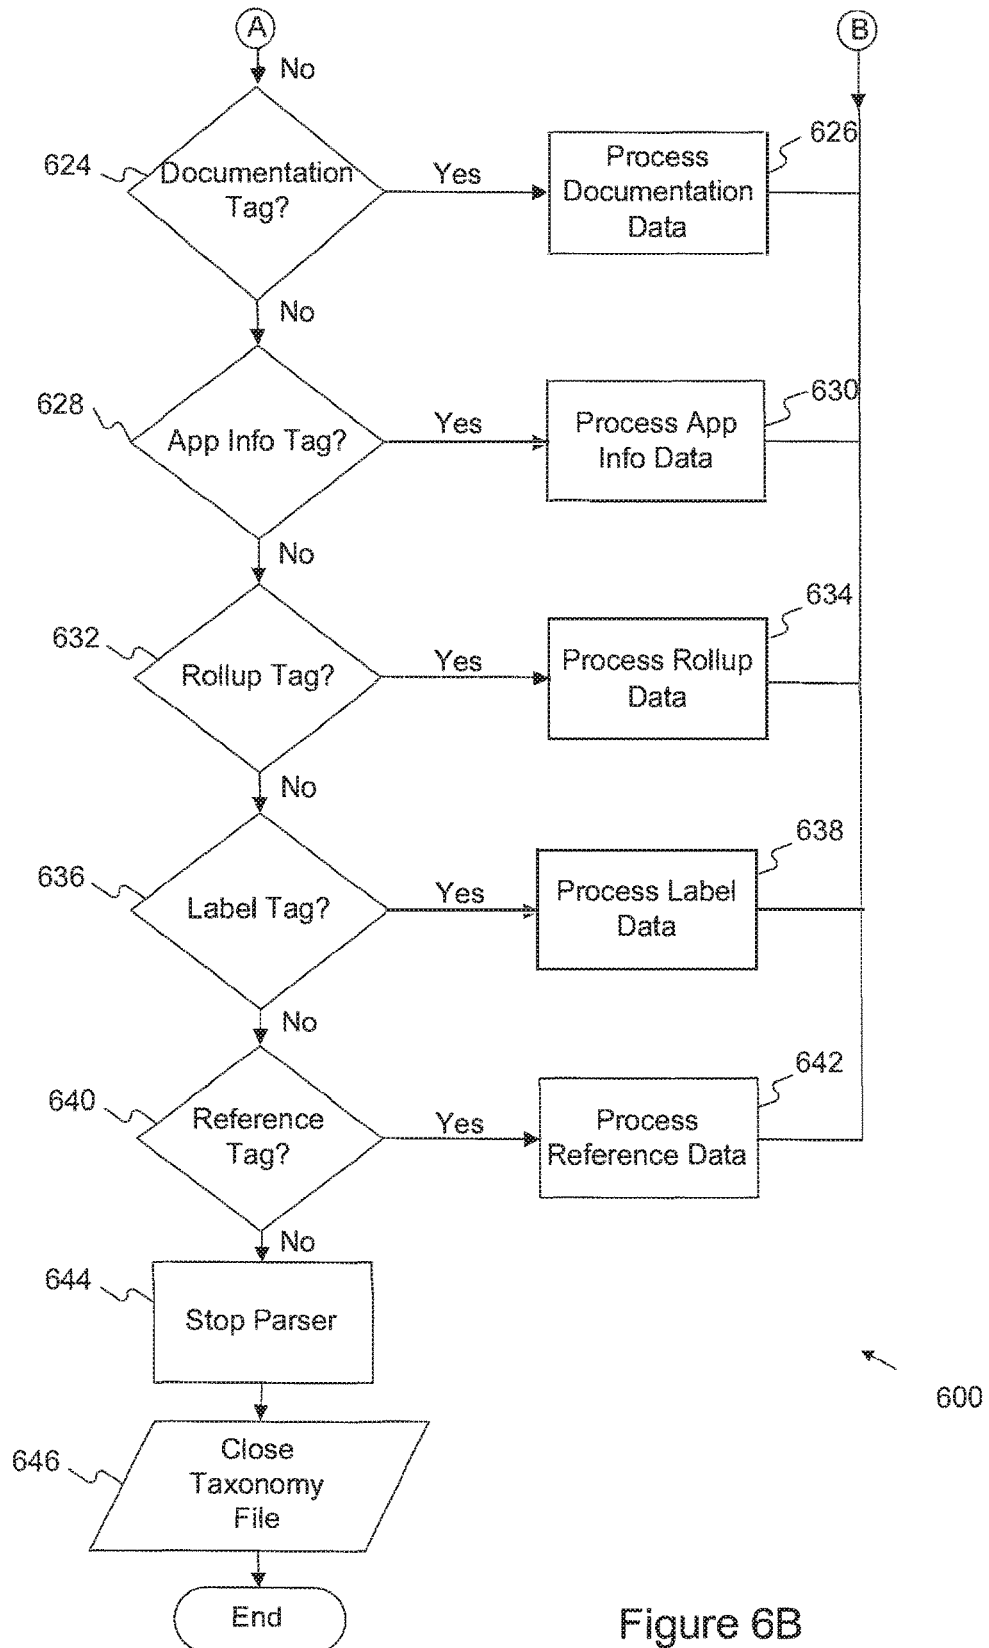 A
B
No
624
Documentation
Tag?
Yes
Process
Documentation
Data
626
No
628
App Info Tag?
Yes
Process App
Info Data
630
No
632
Rollup Tag?
Yes
Process Rollup
Data
634
No
636
Label Tag?
Yes
Process Label
Data
638
No
640
Reference
Tag?
Yes
Process
Reference Data
642
No
644
Stop Parser
600
646
Close
Taxonomy
File
End
Figure 6B